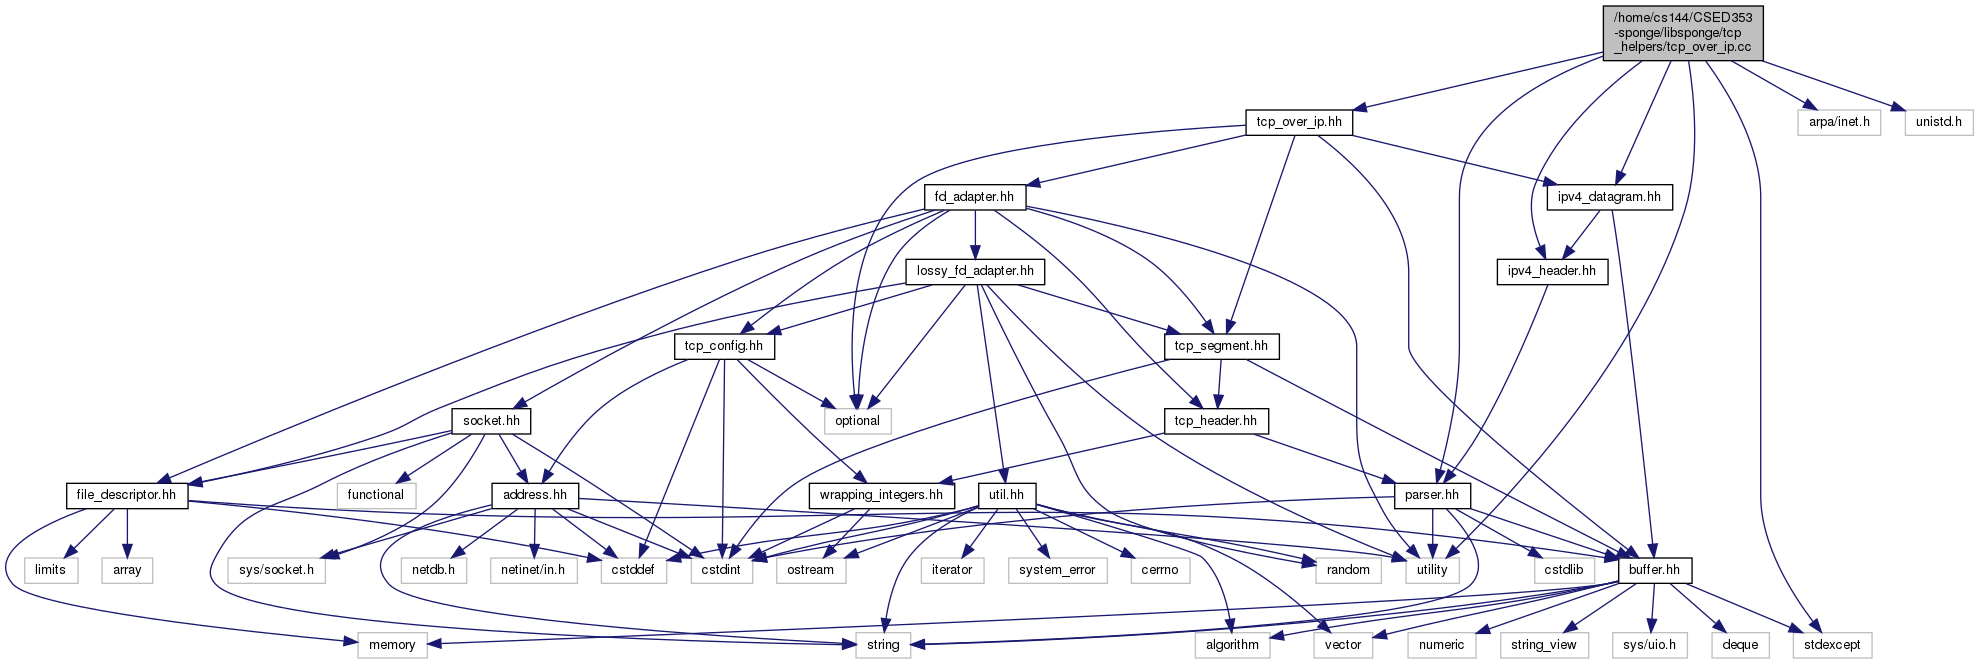 /home/cs144/CSED353
-sponge/libsponge/tcp
_helpers/tcp_over_ip.cc
tcp_over_ip.hh
arpa/inet.h
unistd.h
fd_adapter.hh
ipv4_datagram.hh
lossy_fd_adapter.hh
ipv4_header.hh
tcp_config.hh
tcp_segment.hh
socket.hh
optional
tcp_header.hh
file_descriptor.hh
functional
address.hh
wrapping_integers.hh
util.hh
parser.hh
limits
array
sys/socket.h
netdb.h
netinet/in.h
cstddef
cstdint
ostream
iterator
system_error
cerrno
random
utility
cstdlib
buffer.hh
memory
string
algorithm
vector
numeric
string_view
sys/uio.h
deque
stdexcept